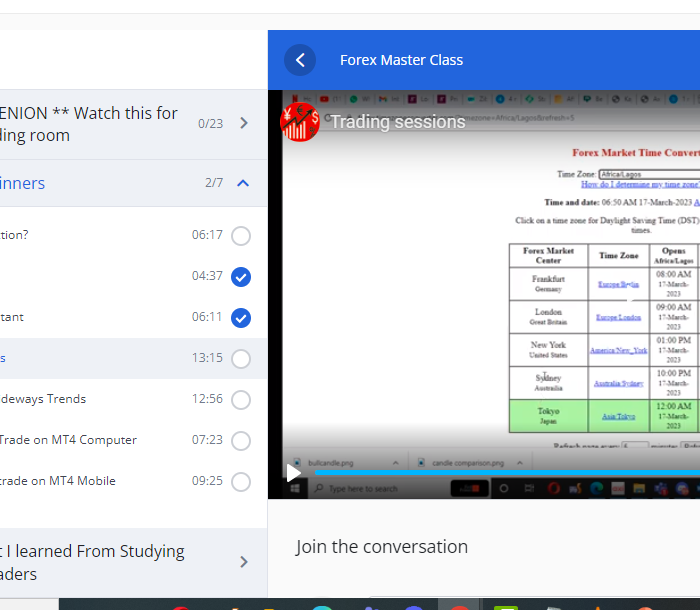 Forex Master Class
ENION ** Watch this for
ding room
0/23
inners
2/7
tion?
06:17
04:37
tant
06:11
s
13:15
deways Trends
12:56
Trade on MT4 Computer
07:23
trade on MT4 Mobile
09:25
t I learned From Studying
aders
Trading sessions
Forex Market Time Convert
Time Zone: Africa/Lagos
How do I determine my time zone
Time and date: 06:50 AM 17-March-2023 A
Click on a time zone for Daylight Saving Time (DST)
times.
Forex Market Center
Time Zone
Opens Africa/Lagos
Frankfurt Germany
Europe/Berlin
08:00 AM 17-March-2023
London Great Britain
Europe/London
09:00 AM 17-March-2023
New York United States
America/New_York
01:00 PM 17-March-2023
Sydney Australia
Australia/Sydney
10:00 PM 17-March-2023
Tokyo Japan
Asia/Tokyo
12:00 AM 17-March-2023
bullcandle.png
candle comparison.png
Type here to search
Join the conversation